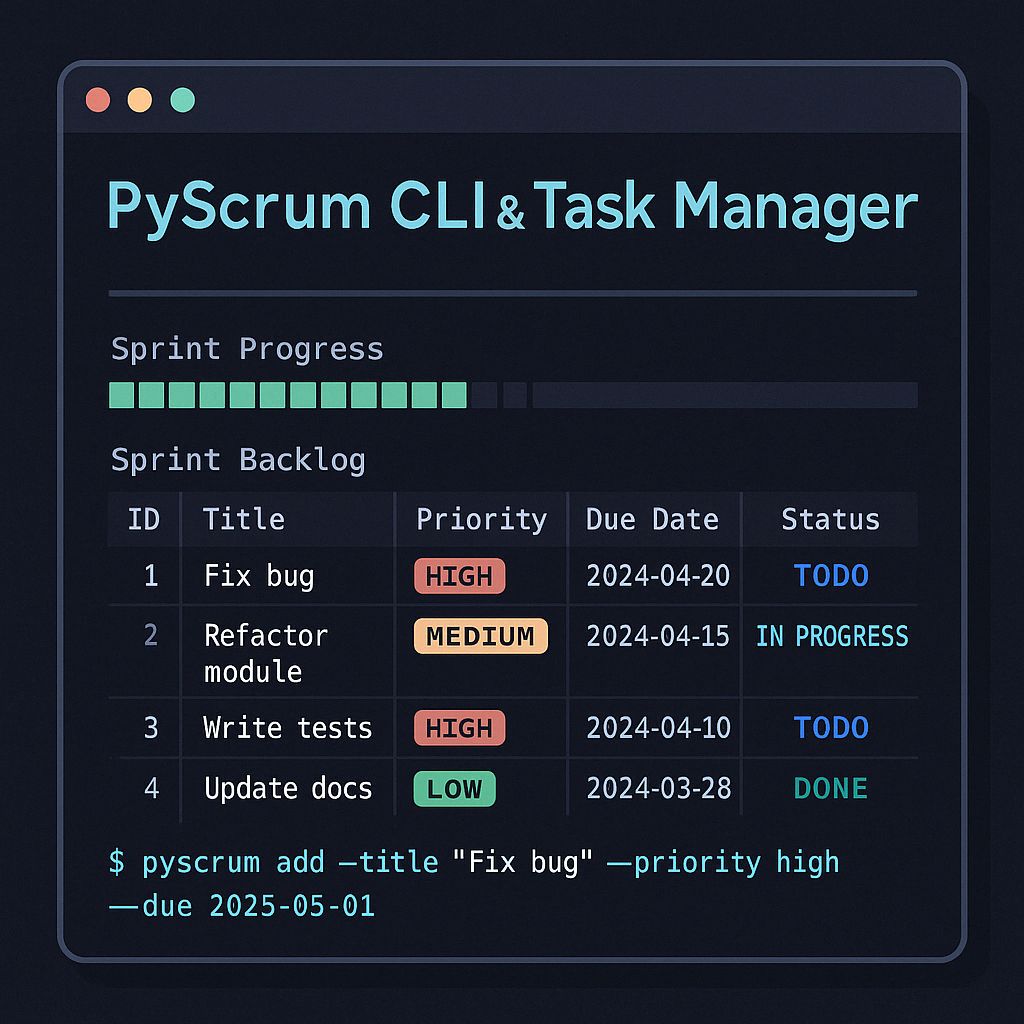 PyScrum CLI & Task Manager
Sprint Progress
Sprint Backlog
ID Title Priority Due Date Status
1 Fix bug HIGH 2024-04-20 TODO
2 Refactor MEDIUM 2024-04-15 IN PROGRESS
module
3 Write tests HIGH 2024-04-10 TODO
4 Update docs LOW 2024-03-28 DONE
$ pyscrum add —title "Fix bug" —priority high
—due 2025-05-01